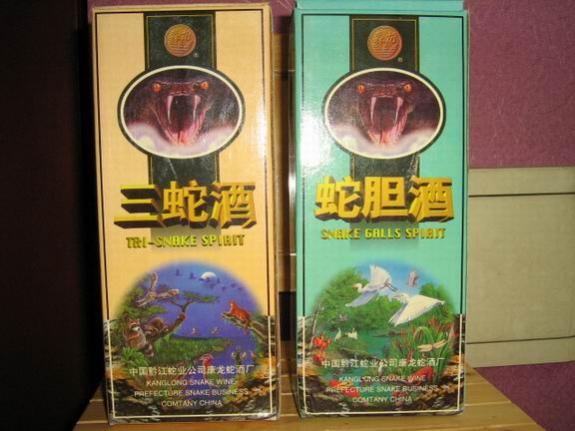 三蛇酒
TRI-SNAKE SPIRIT
中国黔江蛇业公司康龙蛇酒厂
KANGLONG SNAKE WINE
PREFECTURE SNAKE BUSINESS
COMTANY CHINA
蛇胆酒
SNAKE GALLS SPIRIT
中国黔江蛇业公司康龙蛇酒厂
KANGLONG SNAKE WINE
PREFECTURE SNAKE BUSINESS
COMTANY CHINA